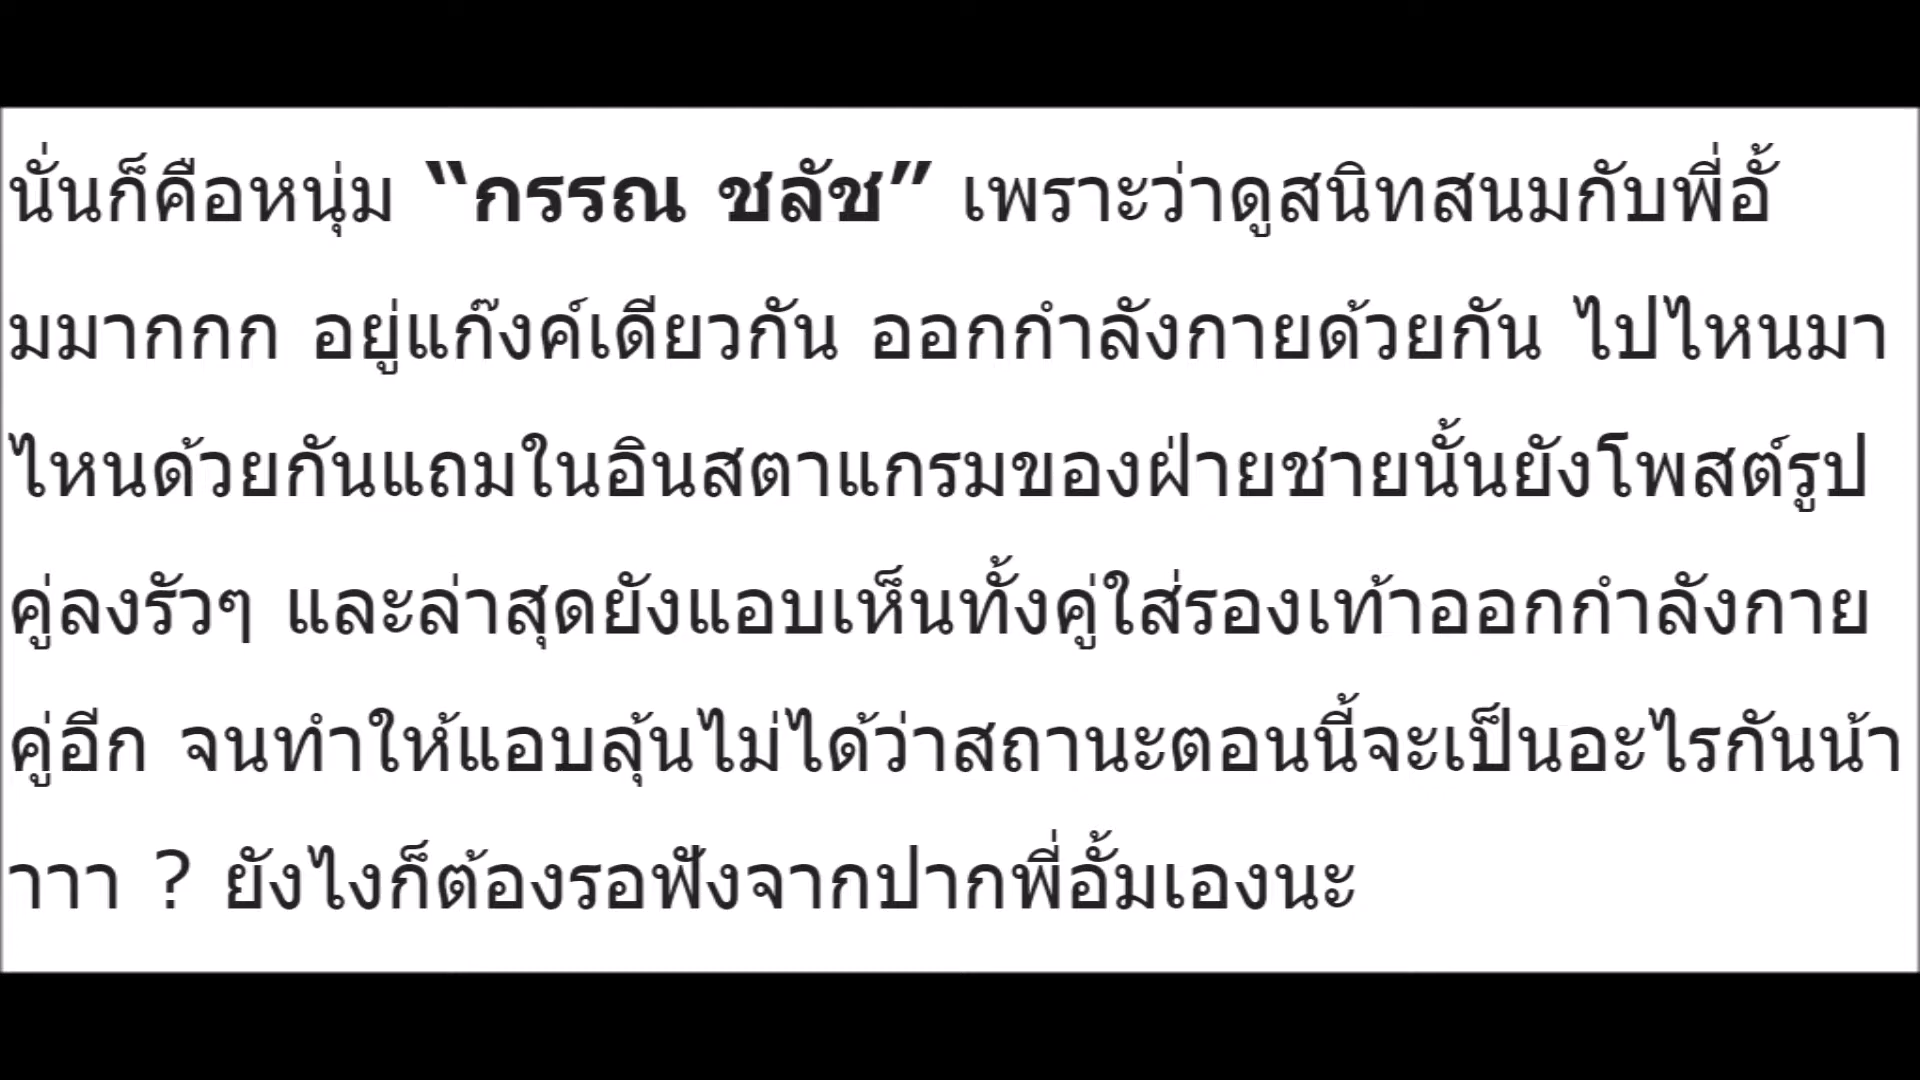 นั่นก็คือหนุ่ม “กรรณ ชลัช” เพราะว่าดูสนิทสนมกับพี่อั้
มมากกก อยู่แก๊งค์เดียวกัน ออกกำลังกายด้วยกัน ไปไหนมา
ไหนด้วยกันแถมในอินสตาแกรมของฝ่ายชายนั้นยังโพสต์รูป
คู่ลงรัวๆ และล่าสุดยังแอบเห็นทั้งคู่ใส่รองเท้าออกกำลังกาย
คู่อีก จนทำให้แอบลุ้นไม่ได้ว่าสถานะตอนนี้จะเป็นอะไรกันน้า
าาา ? ยังไงก็ต้องรอฟังจากปากพี่อั้มเองนะ